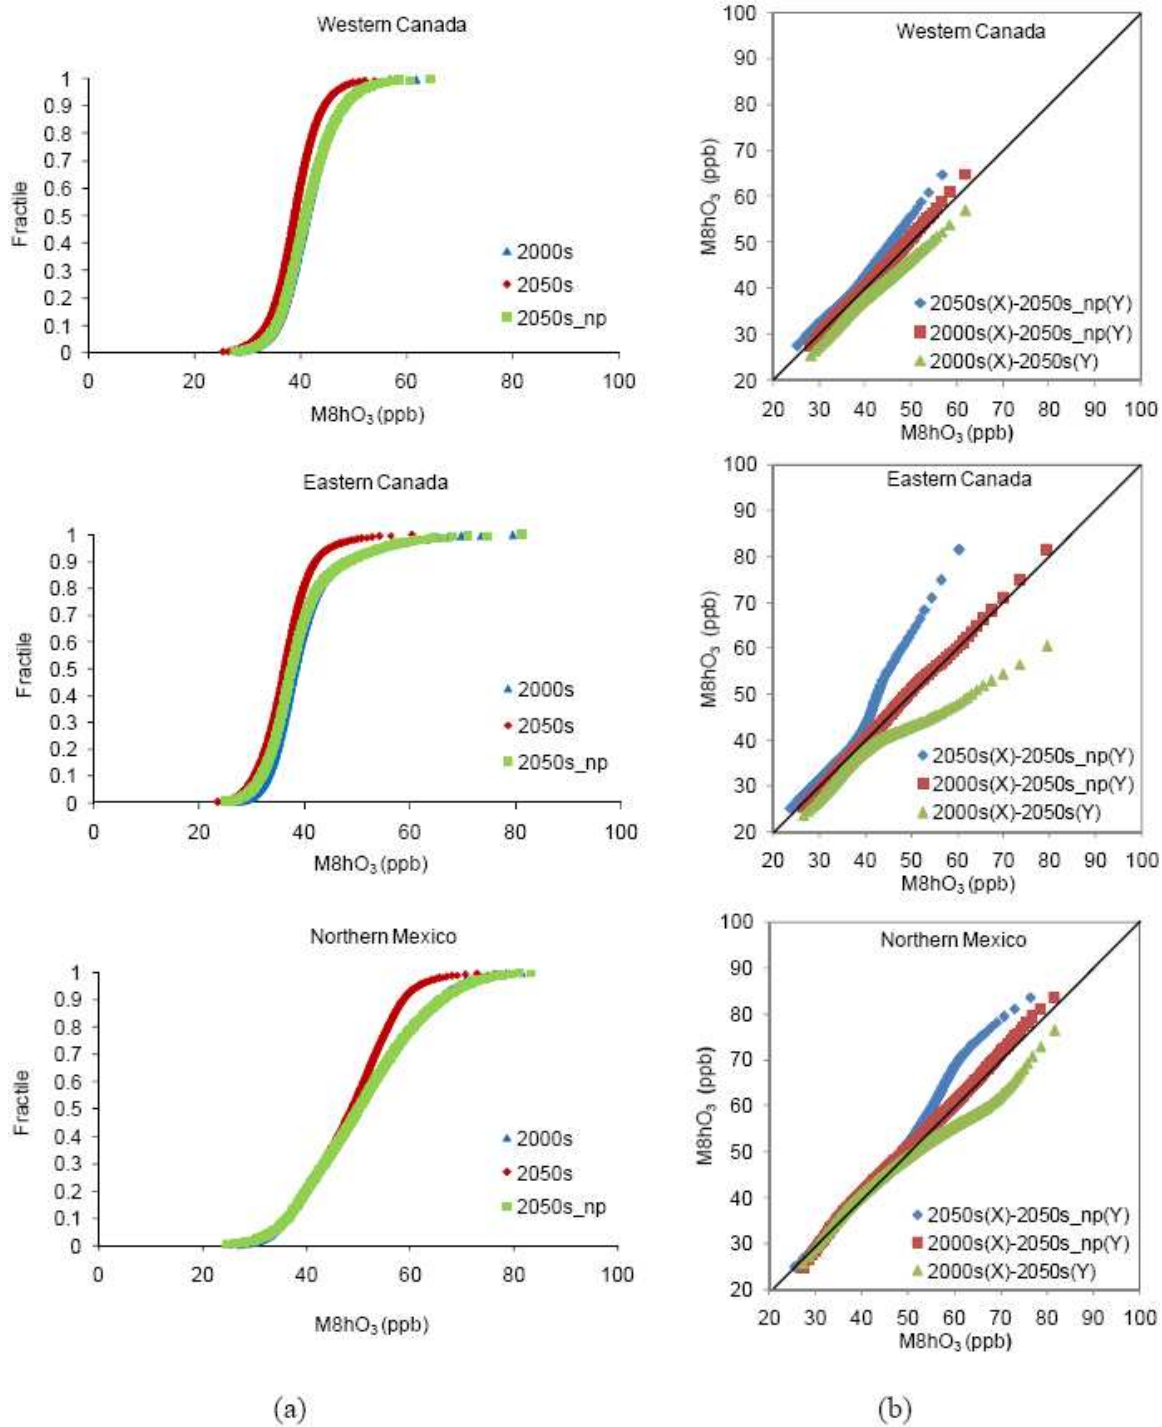 Western Canada
1
0.9
0.8
0.7
0.6
0.5
0.4
0.3
0.2
0.1
0
Fractile
2000s
2050s
2050s_np
0 20 40 60 80 100
M8hO₃ (ppb)
Western Canada
100
90
80
70
60
50
40
30
20
M8hO₃ (ppb)
2050s(X)-2050s_np(Y)
2000s(X)-2050s_np(Y)
2000s(X)-2050s(Y)
20 30 40 50 60 70 80 90 100
M8hO₃ (ppb)
Eastern Canada
1
0.9
0.8
0.7
0.6
0.5
0.4
0.3
0.2
0.1
0
Fractile
2000s
2050s
2050s_np
0 20 40 60 80 100
M8hO₃ (ppb)
Eastern Canada
100
90
80
70
60
50
40
30
20
M8hO₃ (ppb)
2050s(X)-2050s_np(Y)
2000s(X)-2050s_np(Y)
2000s(X)-2050s(Y)
20 30 40 50 60 70 80 90 100
M8hO₃ (ppb)
Northern Mexico
1
0.9
0.8
0.7
0.6
0.5
0.4
0.3
0.2
0.1
0
Fractile
2000s
2050s
2050s_np
0 20 40 60 80 100
M8hO₃ (ppb)
Northern Mexico
100
90
80
70
60
50
40
30
20
M8hO₃ (ppb)
2050s(X)-2050s_np(Y)
2000s(X)-2050s_np(Y)
2000s(X)-2050s(Y)
20 30 40 50 60 70 80 90 100
M8hO₃ (ppb)
(a)
(b)